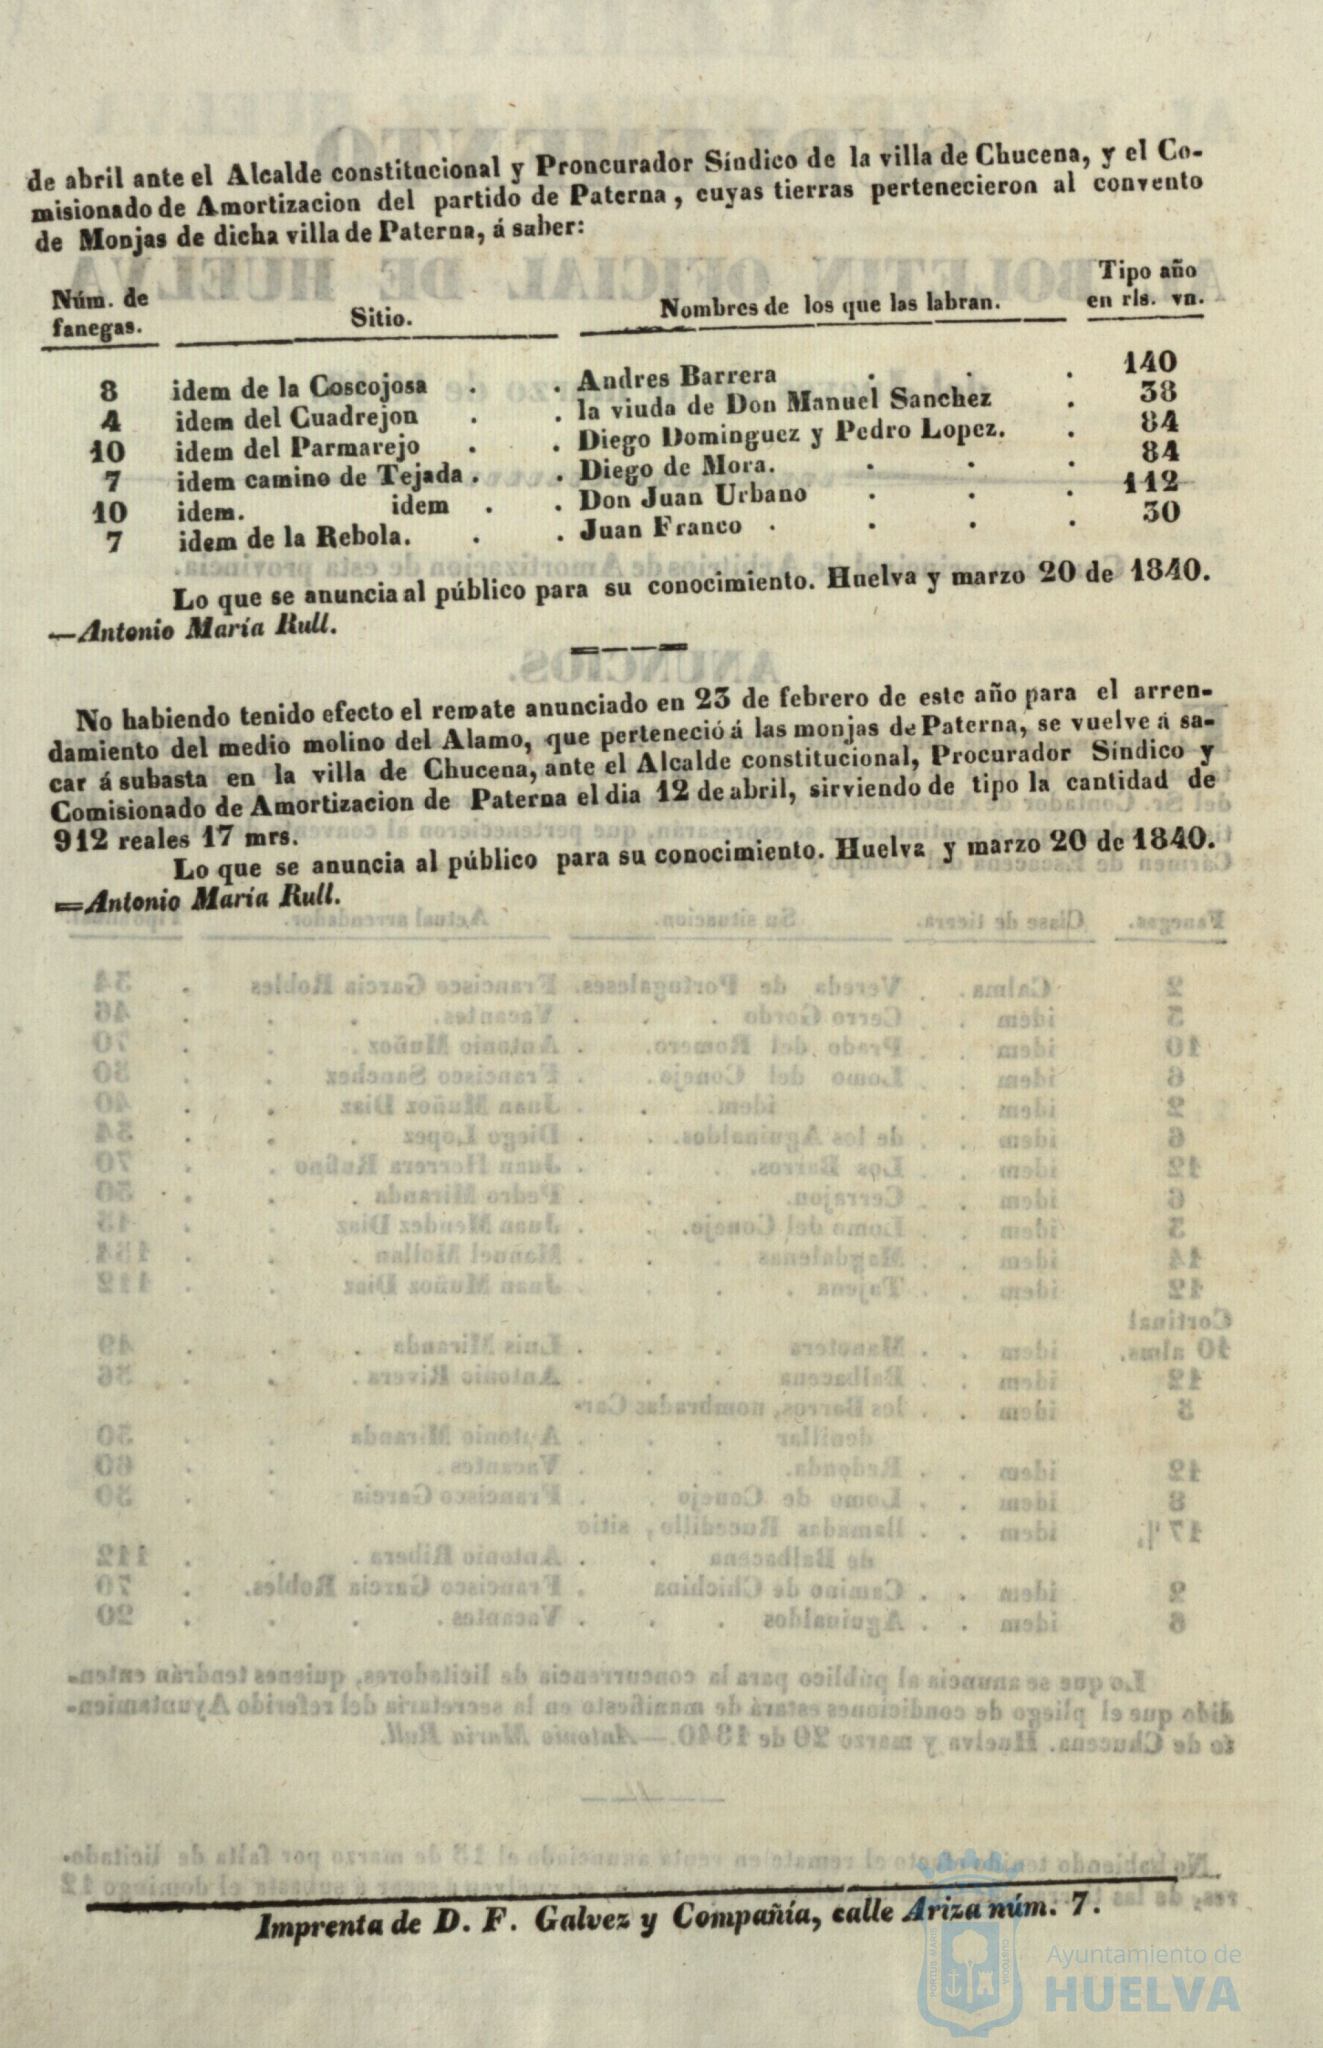 de abril ante el Alcalde constitucional y Proncurador Síndico de la villa de Chucena, y el Co-
misionado de Amortizacion del partido de Paterna, cuyas tierras pertenecieron al convento
de Monjas de dicha villa de Paterna, á saber:
Núm. de fanegas. Sitio. Nombres de los que las labran. Tipo año en rls. vn.
8 idem de la Coscojosa . . Andres Barrera . . . 140
4 idem del Cuadrejon . . la viuda de Don Manuel Sanchez . 38
10 idem del Parmarejo . . Diego Dominguez y Pedro Lopez. . 84
7 idem camino de Tejada . . Diego de Mora. . . . 84
10 idem. idem . . Don Juan Urbano . . . 112
7 idem de la Rebola. . . Juan Franco . . . . 30
Lo que se anuncia al público para su conocimiento. Huelva y marzo 20 de 1840.
—Antonio María Rull.
No habiendo tenido efecto el remate anunciado en 23 de febrero de este año para el arren-
damiento del medio molino del Alamo, que perteneció á las monjas de Paterna, se vuelve á sa-
car á subasta en la villa de Chucena, ante el Alcalde constitucional, Procurador Síndico y
Comisionado de Amortizacion de Paterna el dia 12 de abril, sirviendo de tipo la cantidad de
912 reales 17 mrs.
Lo que se anuncia al público para su conocimiento. Huelva y marzo 20 de 1840.
=Antonio María Rull.
Imprenta de D. F. Galvez y Compañía, calle Ariza núm. 7.
PORTUS MARIS
CUSTODIA
Ayuntamiento de
HUELVA